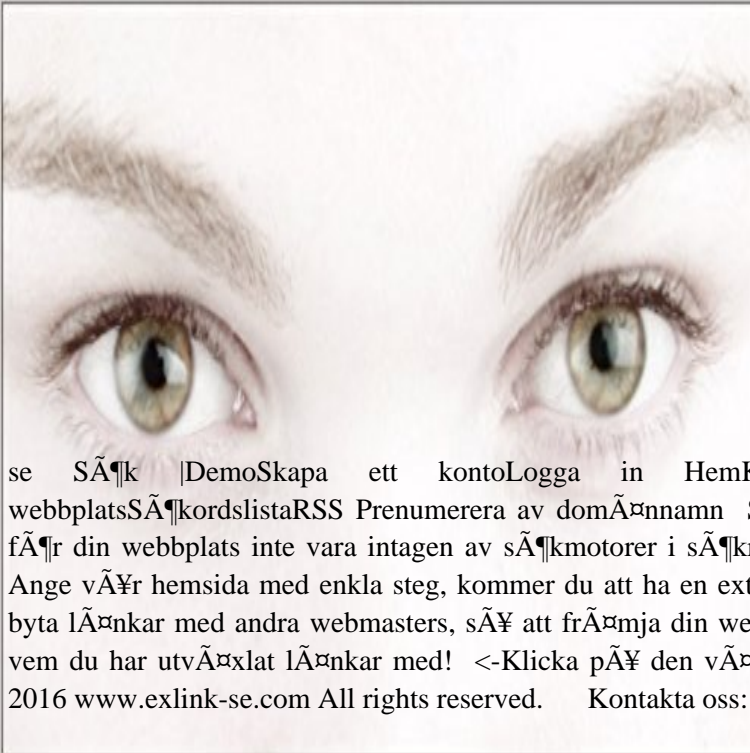 se SÃ¶k |DemoSkapa ett kontoLogga in Hem
webbplatsSÃ¶kordslistaRSS Prenumerera av domÃ¤nnamn
fÃ¶r din webbplats inte vara intagen av sÃ¶kmotorer i
Ange vÃ¥r hemsida med enkla steg, kommer du att ha en
byta lÃ¤nkar med andra webmasters, sÃ¥ att frÃ¤mja din
vem du har utvÃ¤xlat lÃ¤nkar med! <-Klicka pÃ¥ den
2016 www.exlink-se.com All rights reserved. Kontakta oss: